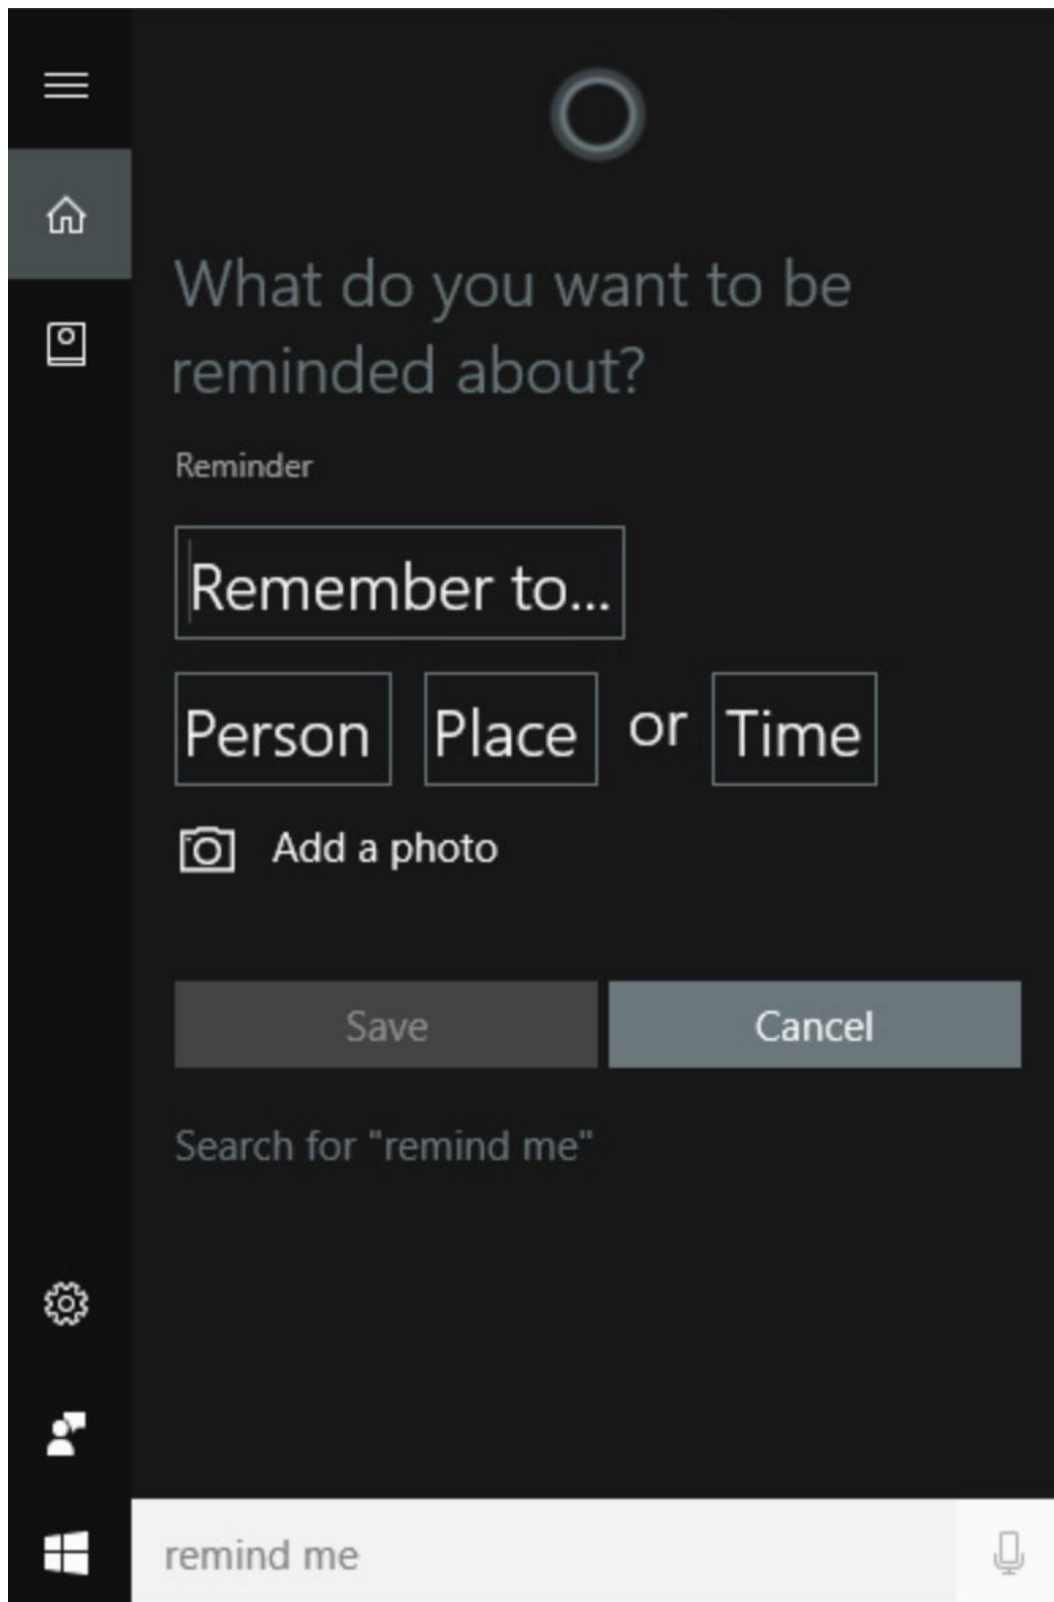 What do you want to be
reminded about?
Reminder
Remember to...
Person Place or Time
Add a photo
Save Cancel
Search for "remind me"
remind me